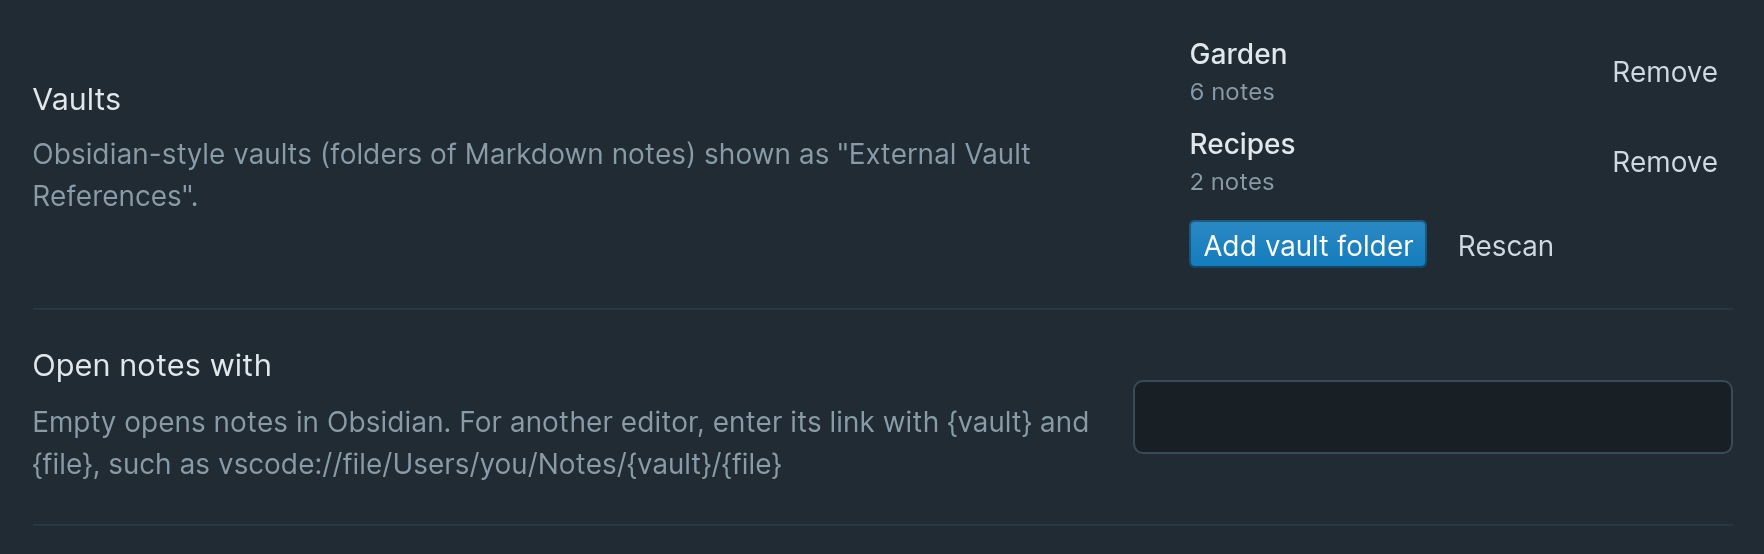 Vaults
Obsidian-style vaults (folders of Markdown notes) shown as "External Vault
References".
Garden
6 notes
Remove
Recipes
2 notes
Remove
Add vault folder
Rescan
Open notes with
Empty opens notes in Obsidian. For another editor, enter its link with {vault} and
{file}, such as vscode://file/Users/you/Notes/{vault}/{file}